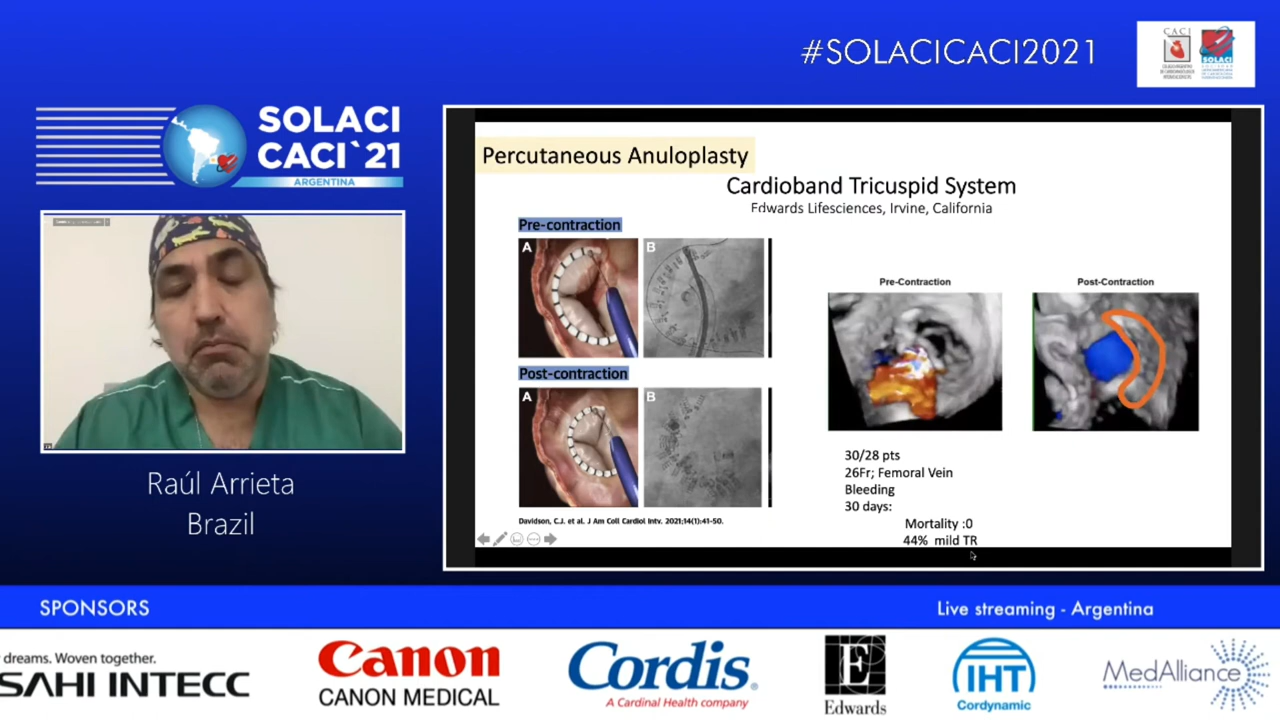 #SOLACICACI2021
CACI
SOLACI
SOLACI
CACI`21
ARGENTINA
Raúl Arrieta
Brazil
Percutaneous Anuloplasty
Cardioband Tricuspid System
Edwards Lifesciences, Irvine, California
Pre-contraction
A
B
Post-contraction
A
B
Davidson, C.J. et al. J Am Coll Cardiol Intv. 2021;14(1):41-50.
Pre-Contraction
Post-Contraction
30/28 pts
26Fr; Femoral Vein
Bleeding
30 days:
Mortality :0
44% mild TR
SPONSORS
Live streaming - Argentina
dreams. Woven together.
SAHI INTECC
Canon
CANON MEDICAL
Cordis
A Cardinal Health company
E
Edwards
IHT
Cordynamic
MedAlliance